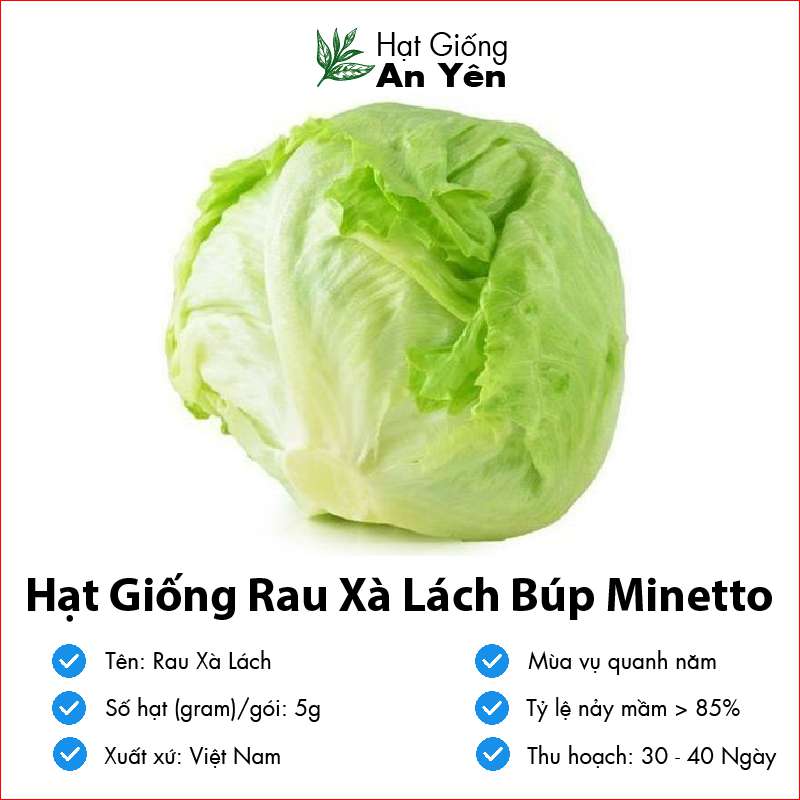 Hạt Giống
An Yên
Hạt Giống Rau Xà Lách Búp Minetto
Tên: Rau Xà Lách
Số hạt (gram)/gói: 5g
Xuất xứ: Việt Nam
Mùa vụ quanh năm
Tỷ lệ nảy mầm > 85%
Thu hoạch: 30 - 40 Ngày